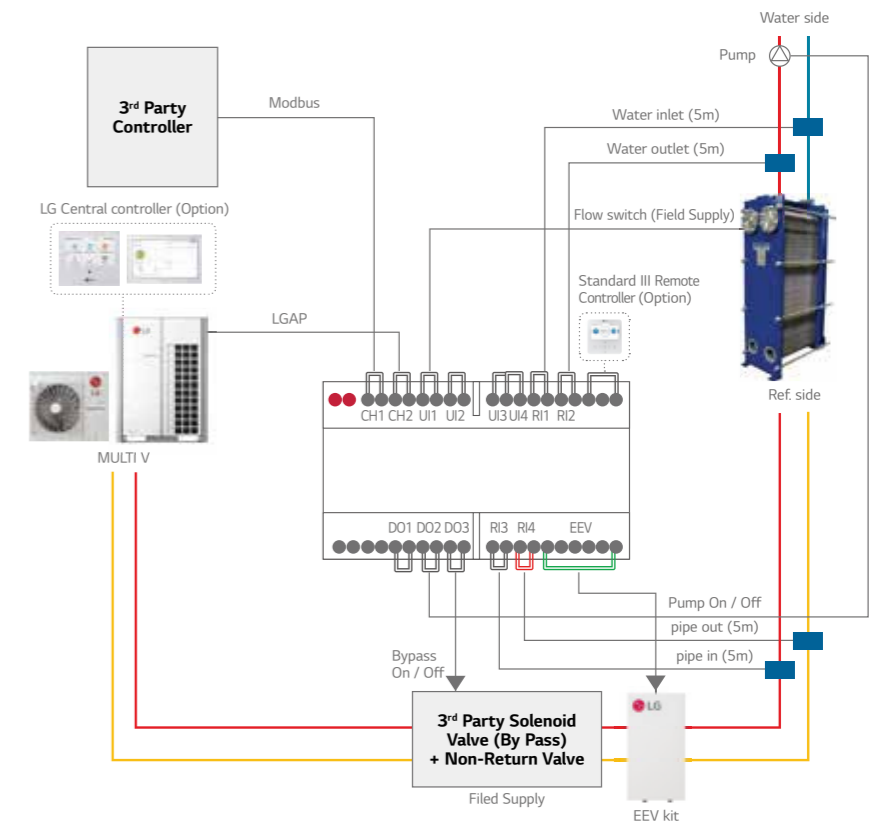 Water side
Pump
3rd Party
Controller
Modbus
Water inlet (5m)
Water outlet (5m)
LG Central controller (Option)
Flow switch (Field Supply)
Standard III Remote
Controller (Option)
LGAP
LG
LG
CH1 CH2 UI1 UI2 UI3 UI4 RI1 RI2
Ref. side
MULTI V
DO1 DO2 DO3 RI3 RI4 EEV
Pump On / Off
pipe out (5m)
Bypass
On / Off
pipe in (5m)
3rd Party Solenoid
Valve (By Pass)
+ Non-Return Valve
LG
Filed Supply
EEV kit